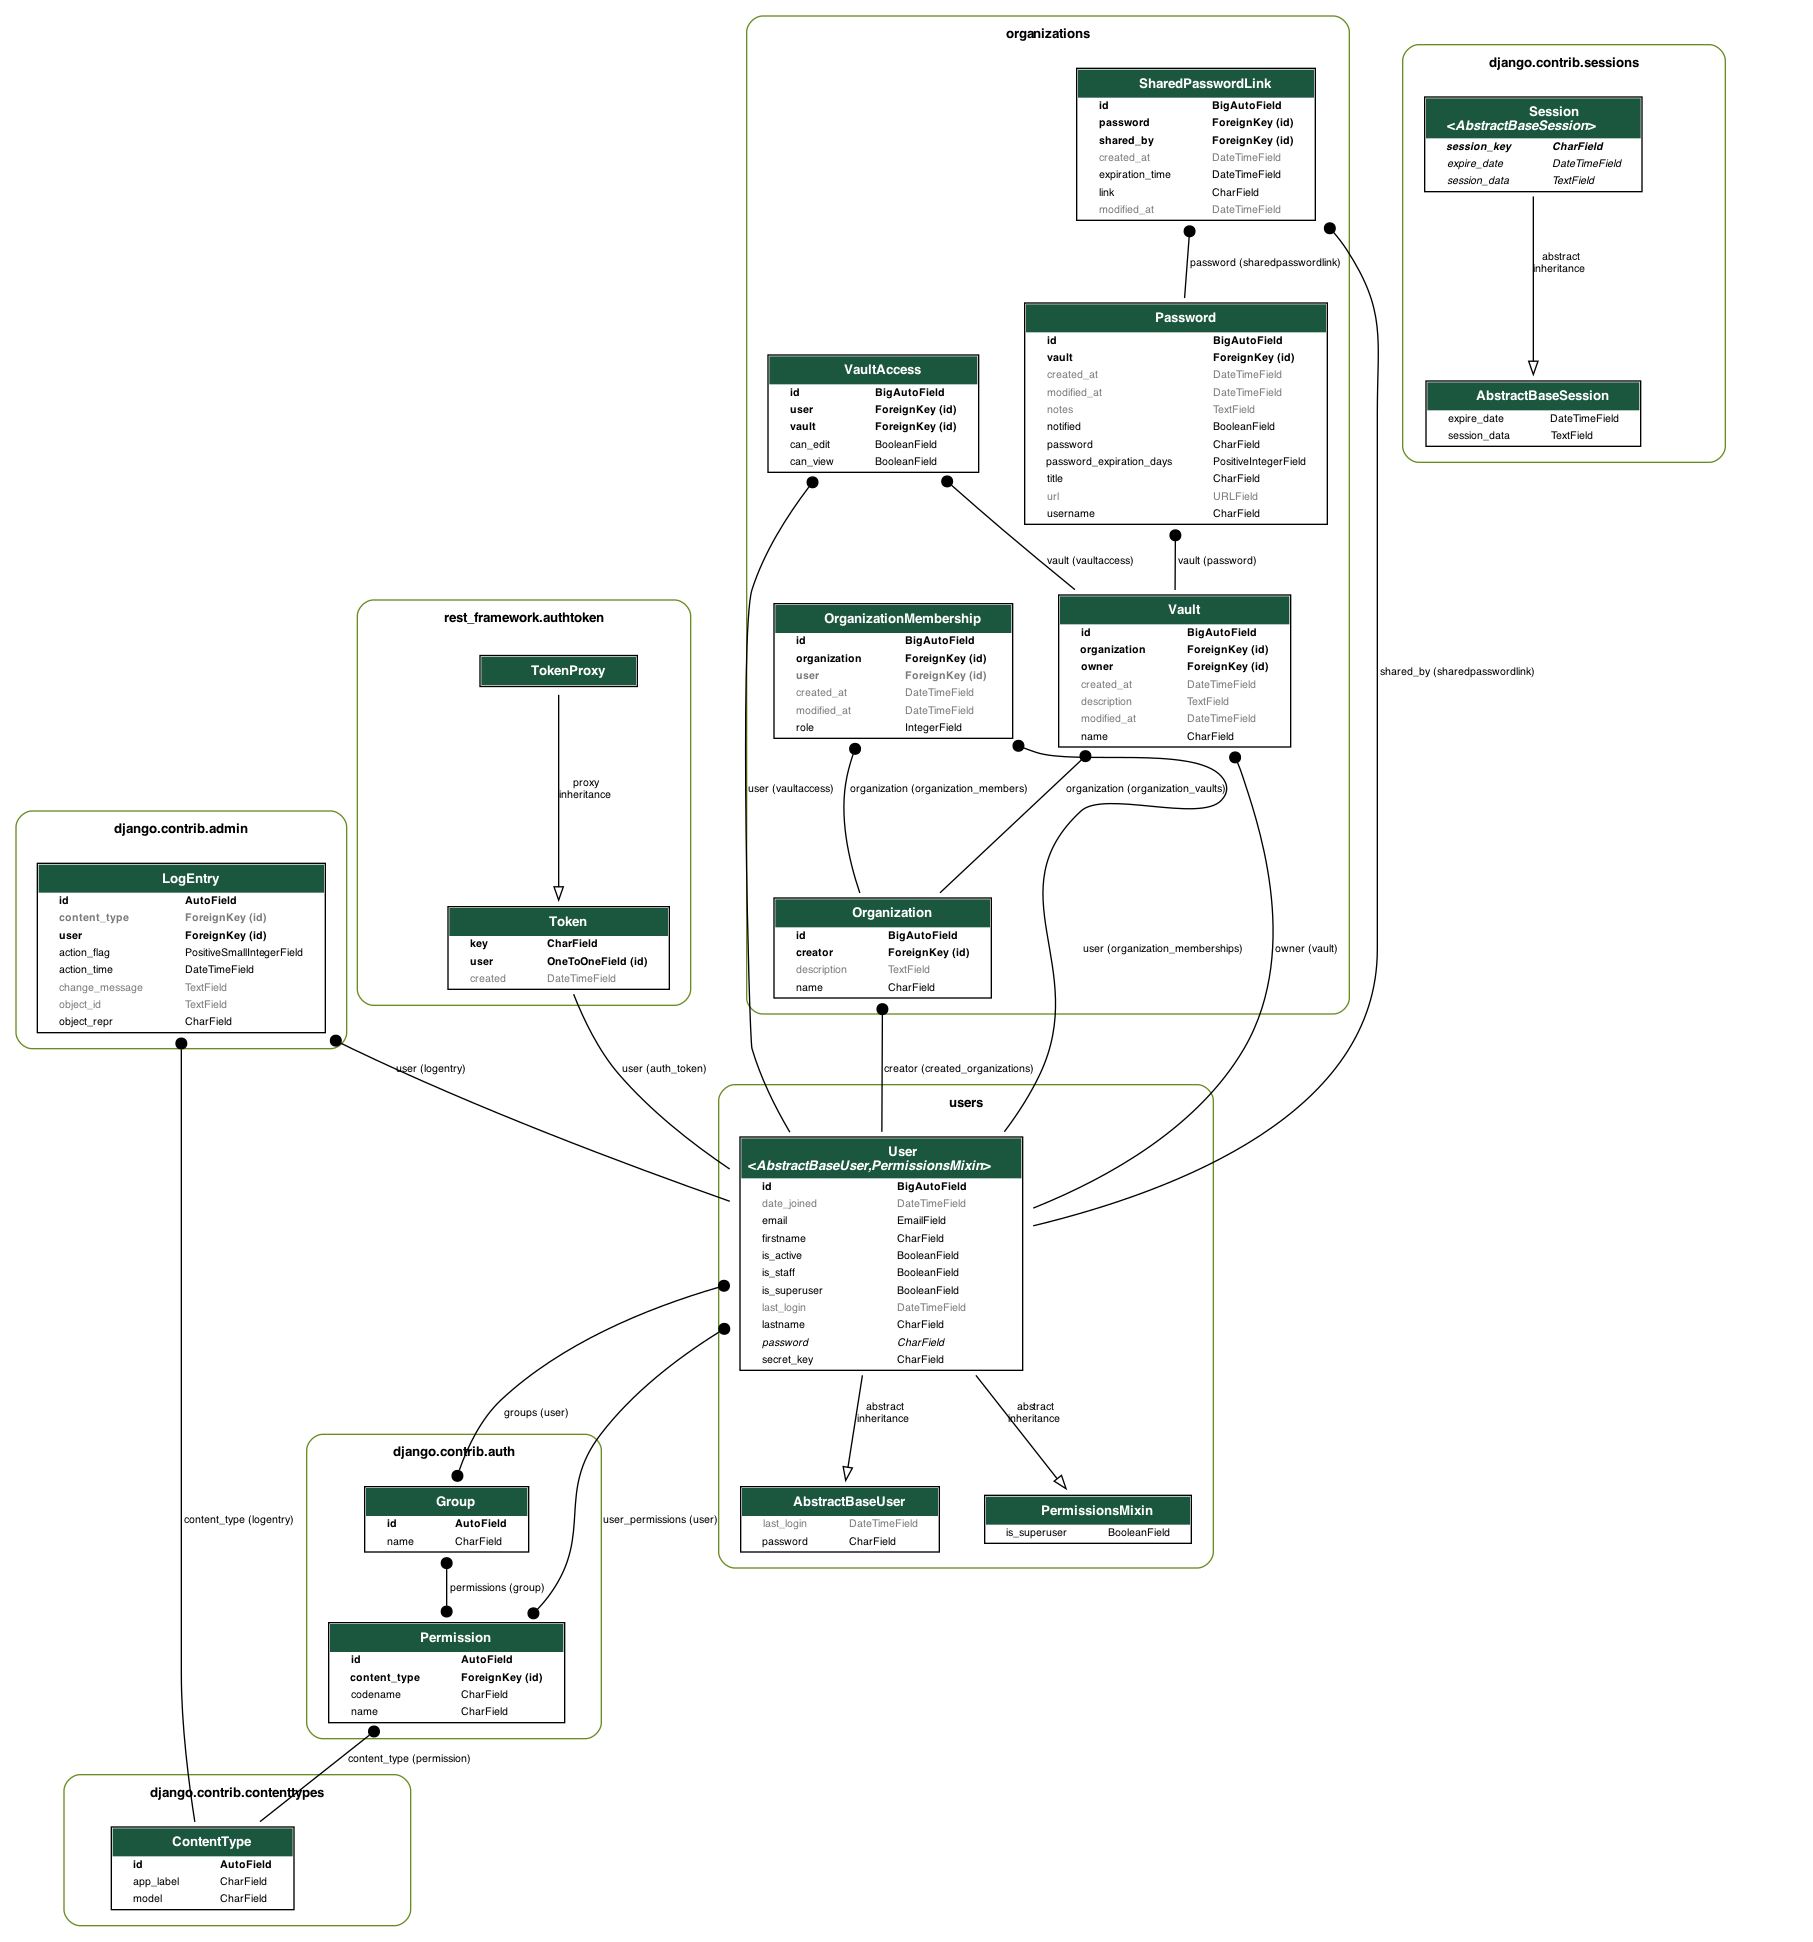 organizations
SharedPasswordLink
id BigAutoField
password ForeignKey (id)
shared_by ForeignKey (id)
created_at DateTimeField
expiration_time DateTimeField
link CharField
modified_at DateTimeField
password (sharedpasswordlink)
Password
id BigAutoField
vault ForeignKey (id)
created_at DateTimeField
modified_at DateTimeField
notes TextField
notified BooleanField
password CharField
password_expiration_days PositiveIntegerField
title CharField
url URLField
username CharField
VaultAccess
id BigAutoField
user ForeignKey (id)
vault ForeignKey (id)
can_edit BooleanField
can_view BooleanField
vault (vaultaccess)
vault (password)
OrganizationMembership
id BigAutoField
organization ForeignKey (id)
user ForeignKey (id)
created_at DateTimeField
modified_at DateTimeField
role IntegerField
Vault
id BigAutoField
organization ForeignKey (id)
owner ForeignKey (id)
created_at DateTimeField
description TextField
modified_at DateTimeField
name CharField
shared_by (sharedpasswordlink)
user (vaultaccess)
organization (organization_members)
organization (organization_vaults)
Organization
id BigAutoField
creator ForeignKey (id)
description TextField
name CharField
user (organization_memberships)
owner (vault)
creator (created_organizations)
django.contrib.sessions
Session
<AbstractBaseSession>
session_key CharField
expire_date DateTimeField
session_data TextField
abstract
inheritance
AbstractBaseSession
expire_date DateTimeField
session_data TextField
rest_framework.authtoken
TokenProxy
proxy
inheritance
Token
key CharField
user OneToOneField (id)
created DateTimeField
user (auth_token)
django.contrib.admin
LogEntry
id AutoField
content_type ForeignKey (id)
user ForeignKey (id)
action_flag PositiveSmallIntegerField
action_time DateTimeField
change_message TextField
object_id TextField
object_repr CharField
user (logentry)
users
User
<AbstractBaseUser,PermissionsMixin>
id BigAutoField
date_joined DateTimeField
email EmailField
firstname CharField
is_active BooleanField
is_staff BooleanField
is_superuser BooleanField
last_login DateTimeField
lastname CharField
password CharField
secret_key CharField
abstract
inheritance
abstract
inheritance
AbstractBaseUser
last_login DateTimeField
password CharField
PermissionsMixin
is_superuser BooleanField
groups (user)
django.contrib.auth
Group
id AutoField
name CharField
content_type (logentry)
user_permissions (user)
permissions (group)
Permission
id AutoField
content_type ForeignKey (id)
codename CharField
name CharField
content_type (permission)
django.contrib.contenttypes
ContentType
id AutoField
app_label CharField
model CharField